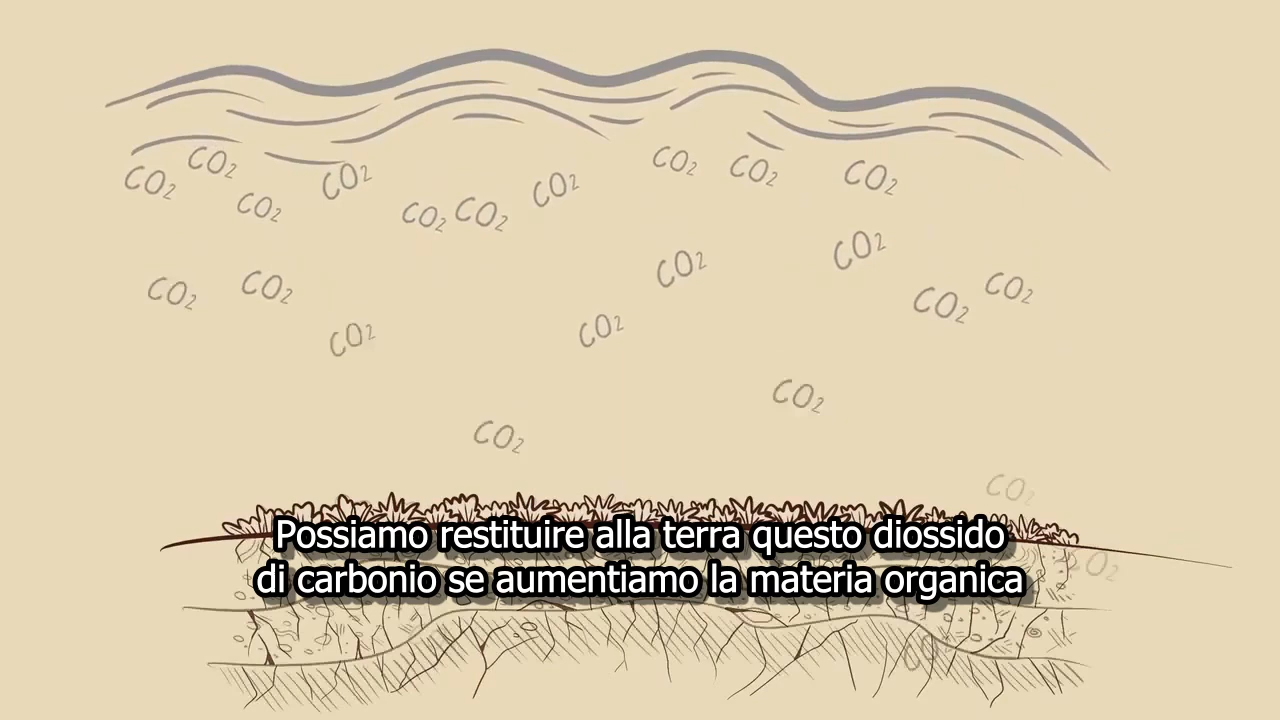 CO₂ CO₂ CO₂ CO₂ CO₂ CO₂ CO₂ CO₂ CO₂ CO₂
CO₂ CO₂ CO₂ CO₂ CO₂ CO₂
CO₂ CO₂
CO₂
CO₂
CO₂
Possiamo restituire alla terra questo diossido
di carbonio se aumentiamo la materia organica
CO₂